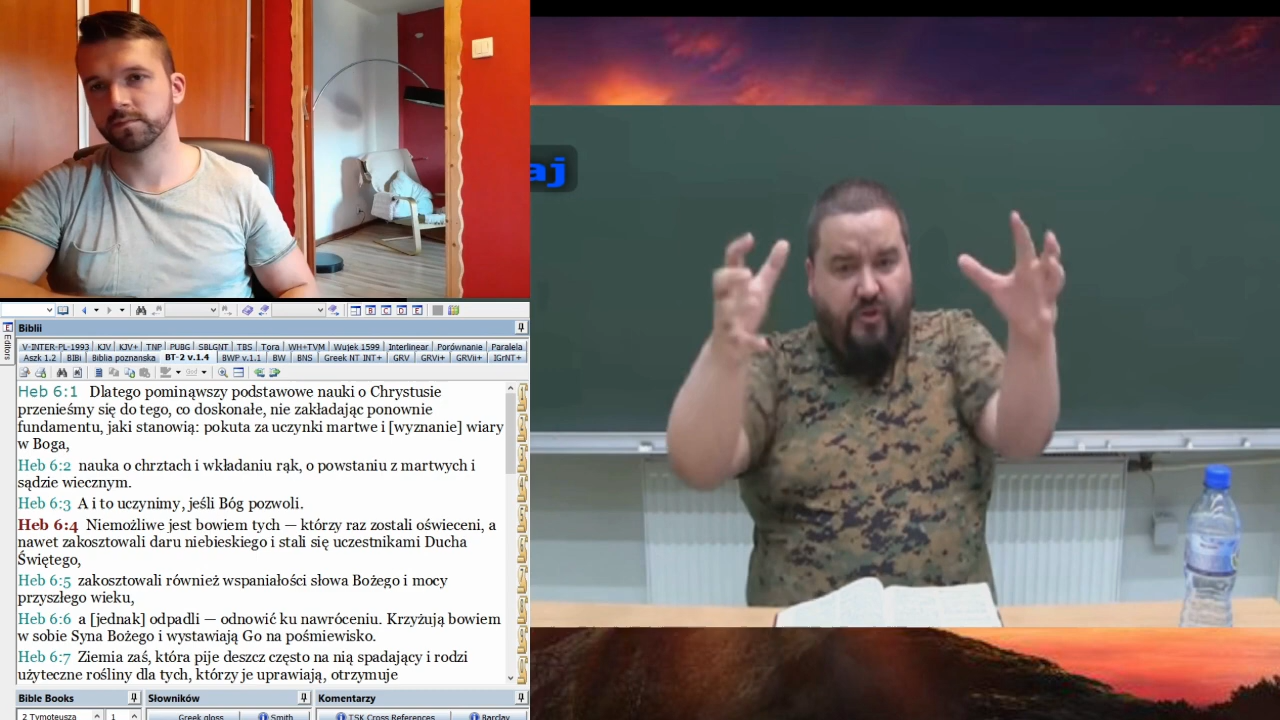 aj
Editors
Biblii
V-INTER-PL-1993 KJV KJV+ TNP PUBG SBLGNT TBS Tora WH+TVM Wujek 1599 Interlinear Porównanie Paralela
Aszk 1.2 BIBi Biblia poznanska BT-2 v.1.4 BWP v.1.1 BW BNS Greek NT INT+ GRV GRVi+ GRVii+ IGrNT+
Heb 6:1 Dlatego pominąwszy podstawowe nauki o Chrystusie
przenieśmy się do tego, co doskonałe, nie zakładając ponownie
fundamentu, jaki stanowią: pokuta za uczynki martwe i [wyznanie] wiary
w Boga,
Heb 6:2 nauka o chrztach i wkładaniu rąk, o powstaniu z martwych i
sądzie wiecznym.
Heb 6:3 A i to uczynimy, jeśli Bóg pozwoli.
Heb 6:4 Niemożliwe jest bowiem tych — którzy raz zostali oświeceni, a
nawet zakosztowali daru niebieskiego i stali się uczestnikami Ducha
Świętego,
Heb 6:5 zakosztowali również wspaniałości słowa Bożego i mocy
przyszłego wieku,
Heb 6:6 a [jednak] odpadli — odnowić ku nawróceniu. Krzyżują bowiem
w sobie Syna Bożego i wystawiają Go na pośmiewisko.
Heb 6:7 Ziemia zaś, która pije deszcz często na nią spadający i rodzi
użyteczne rośliny dla tych, którzy je uprawiają, otrzymuje
Bible Books Słowników Komentarzy
2 Tymoteusza 1 Greek gloss Smith TSK Cross References Barclay